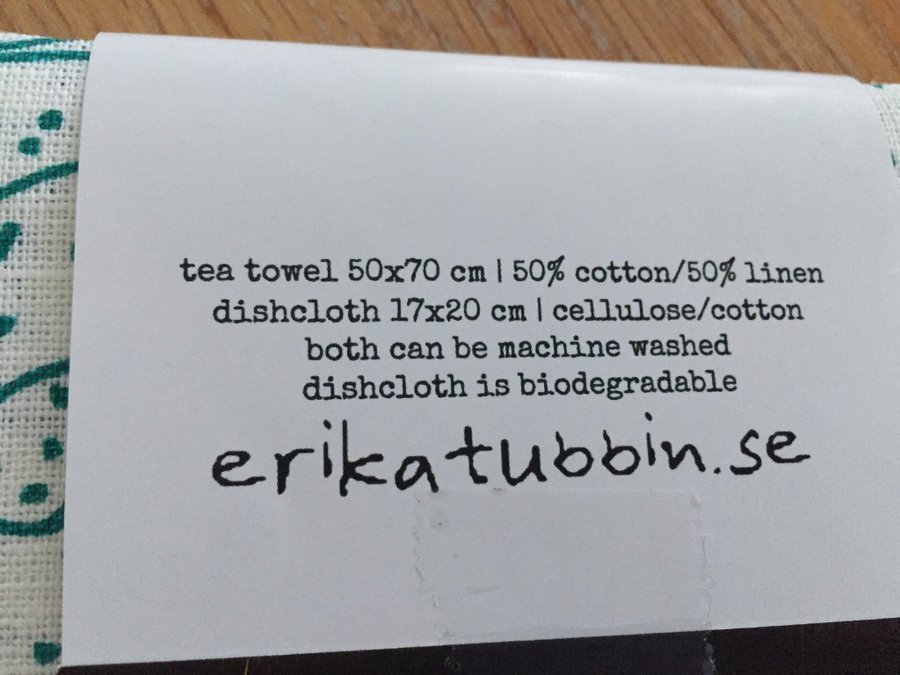 tea towel 50x70 cm | 50% cotton/50% linen
dishcloth 17x20 cm | cellulose/cotton
both can be machine washed
dishcloth is biodegradable
erikatubbin.se